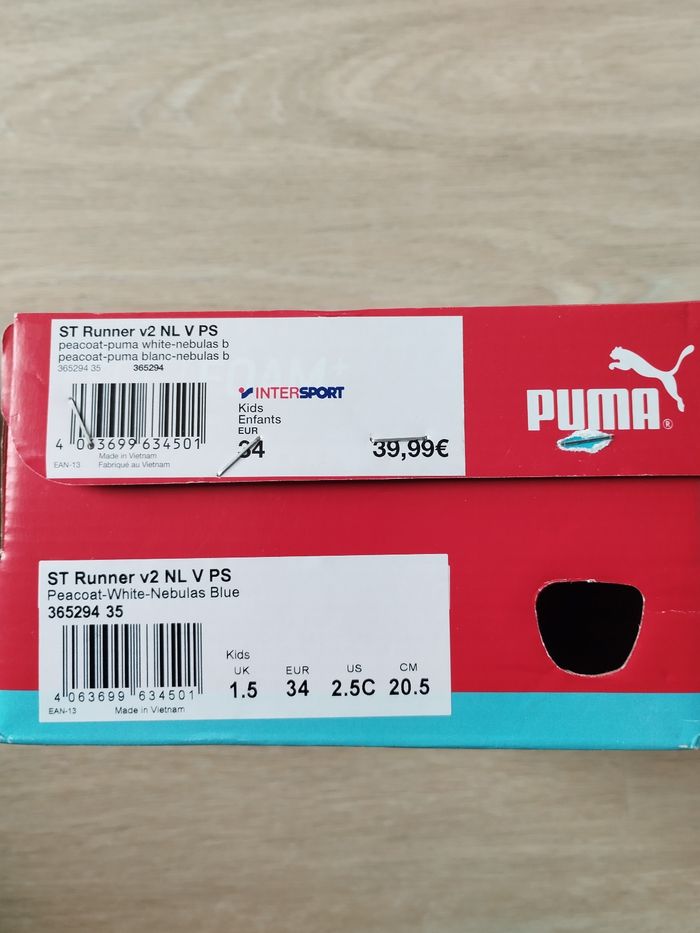 ST Runner v2 NL V PS
peacoat-puma white-nebulas b
peacoat-puma blanc-nebulas b
365294 35 365294
4 063699 634501
EAN-13
Made in Vietnam
Fabriqué au Vietnam
INTERSPORT
Kids
Enfants
EUR
34
39,99€
PUMA®
ST Runner v2 NL V PS
Peacoat-White-Nebulas Blue
365294 35
4 063699 634501
EAN-13 Made in Vietnam
Kids
UK EUR US CM
1.5 34 2.5C 20.5